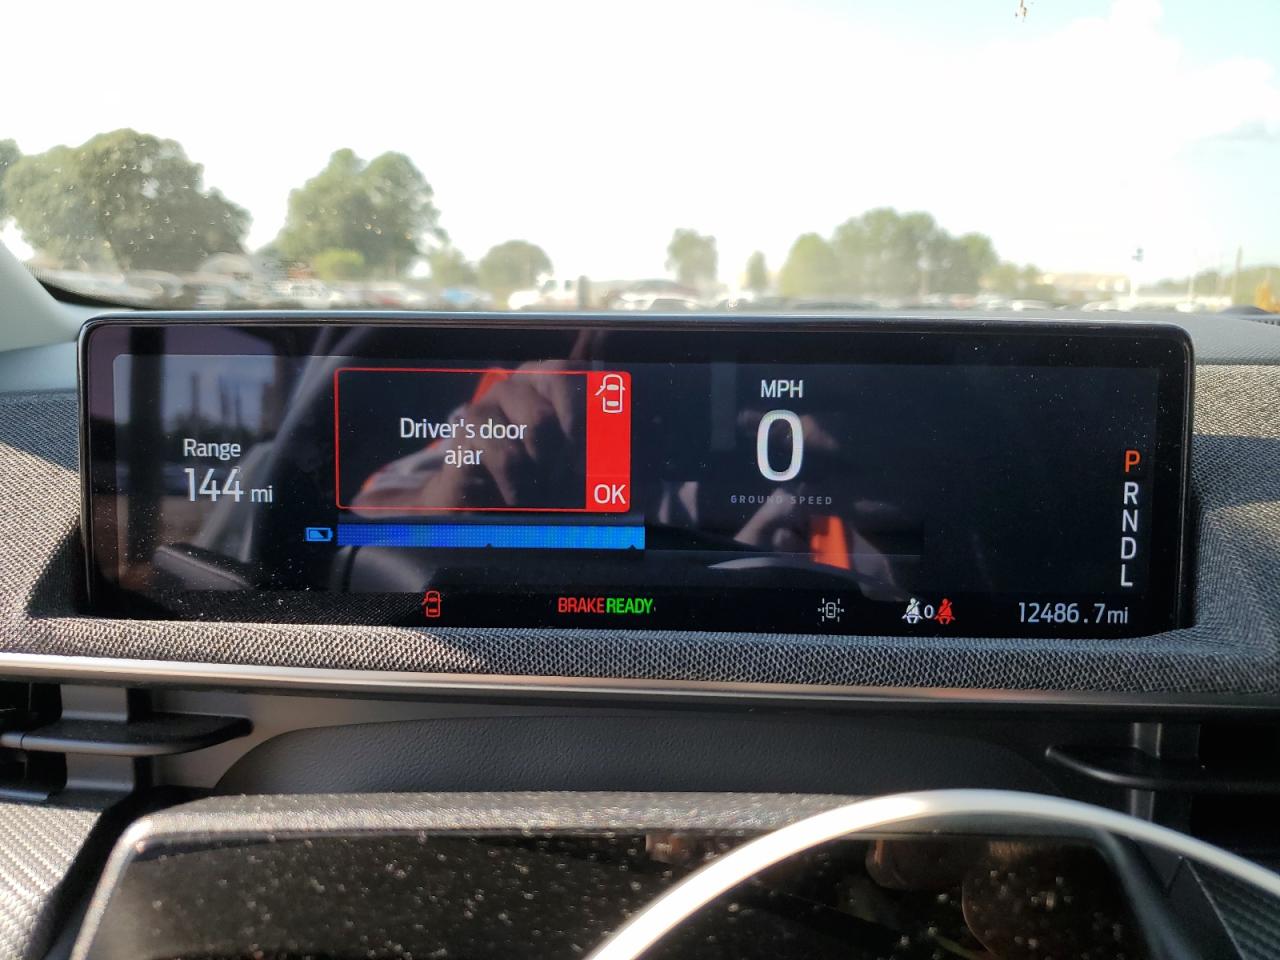 MPH
0
GROUND SPEED
Driver's door
ajar
OK
Range
144 mi
P
R
N
D
L
BRAKE READY
0
12486.7mi